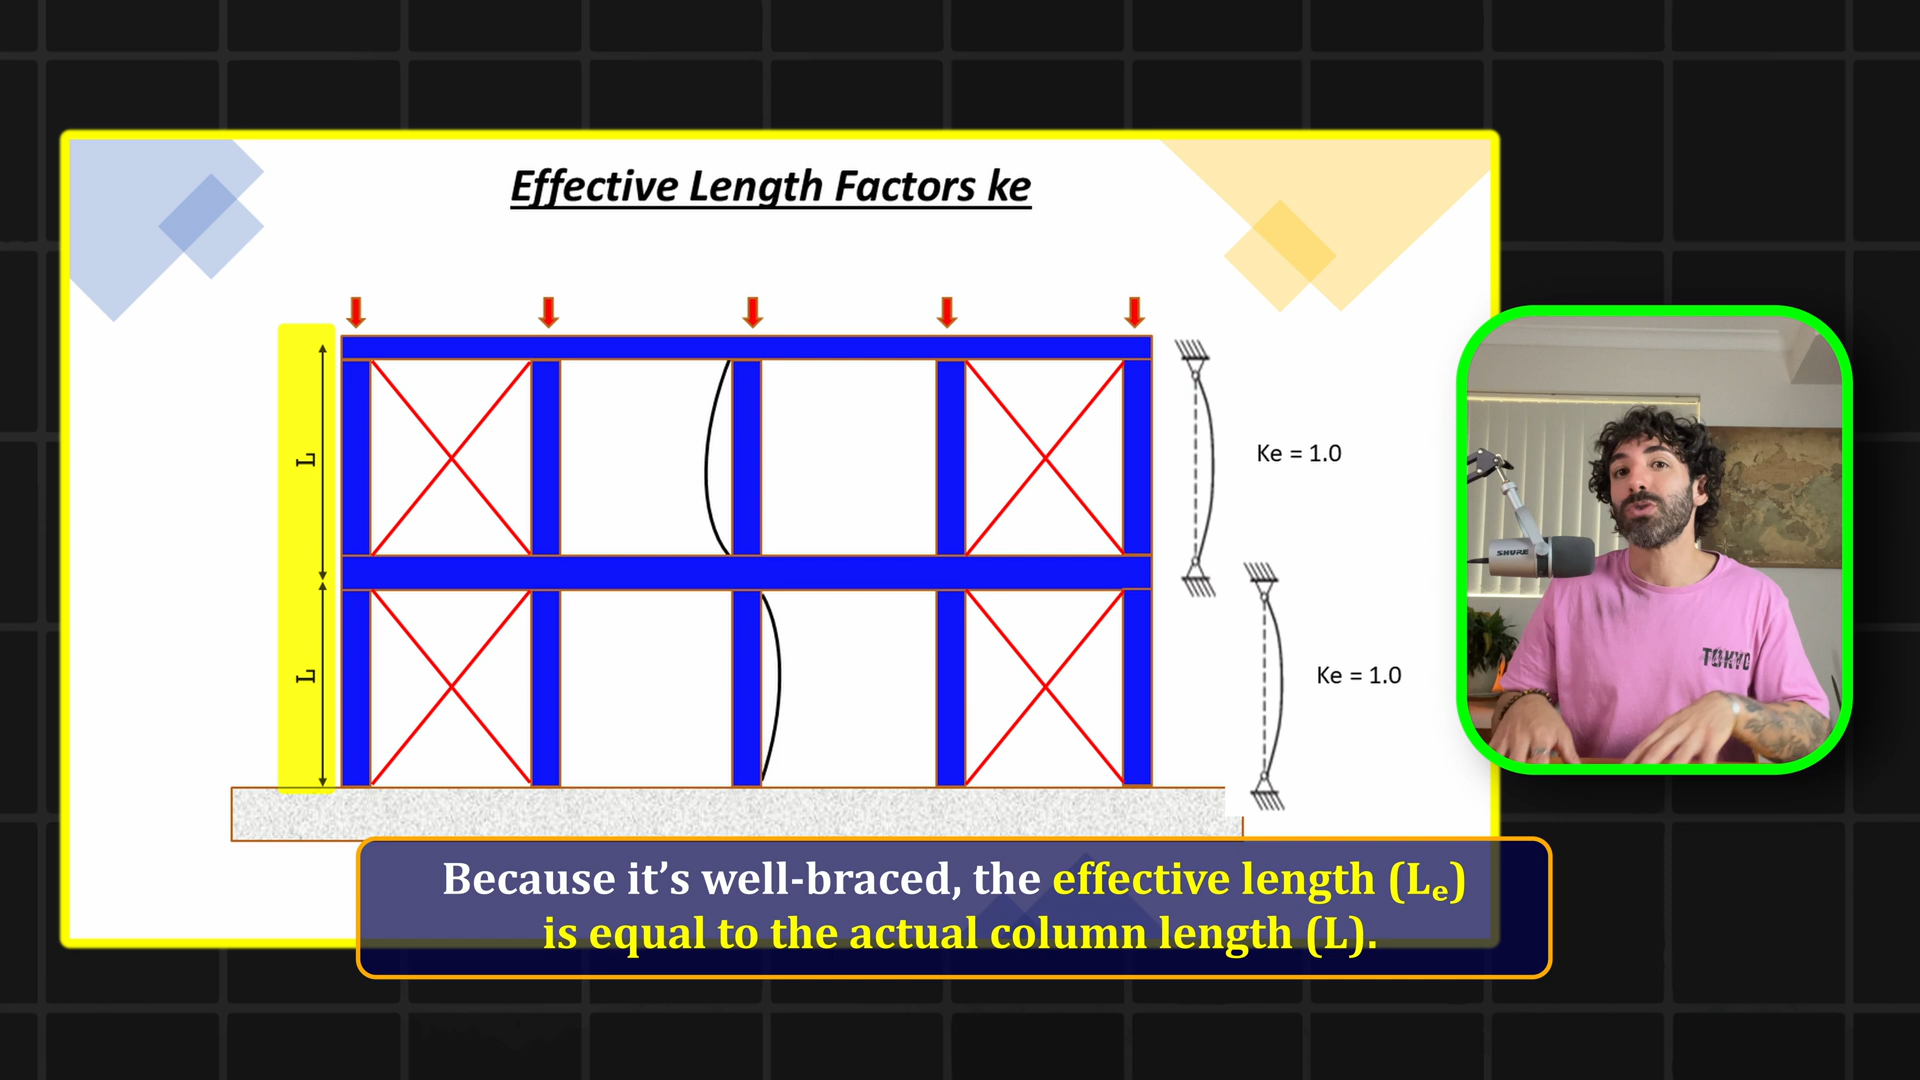 Effective Length Factors ke
L
Ke = 1.0
L
Ke = 1.0
SHURE
TOKYO
Because it’s well-braced, the effective length (Lₑ)
is equal to the actual column length (L).